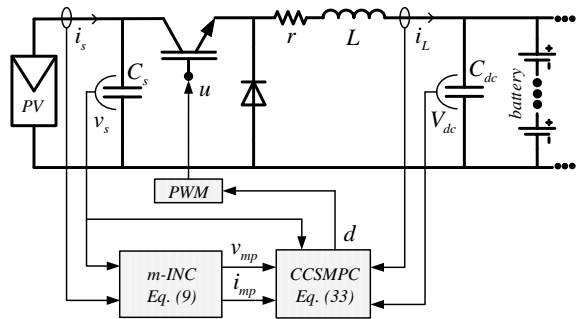 i_s
r
L
i_L
C_s
u
C_dc
battery
PV
v_s
V_dc
PWM
d
m-INC
Eq. (9)
v_mp
i_mp
CCSMPC
Eq. (33)